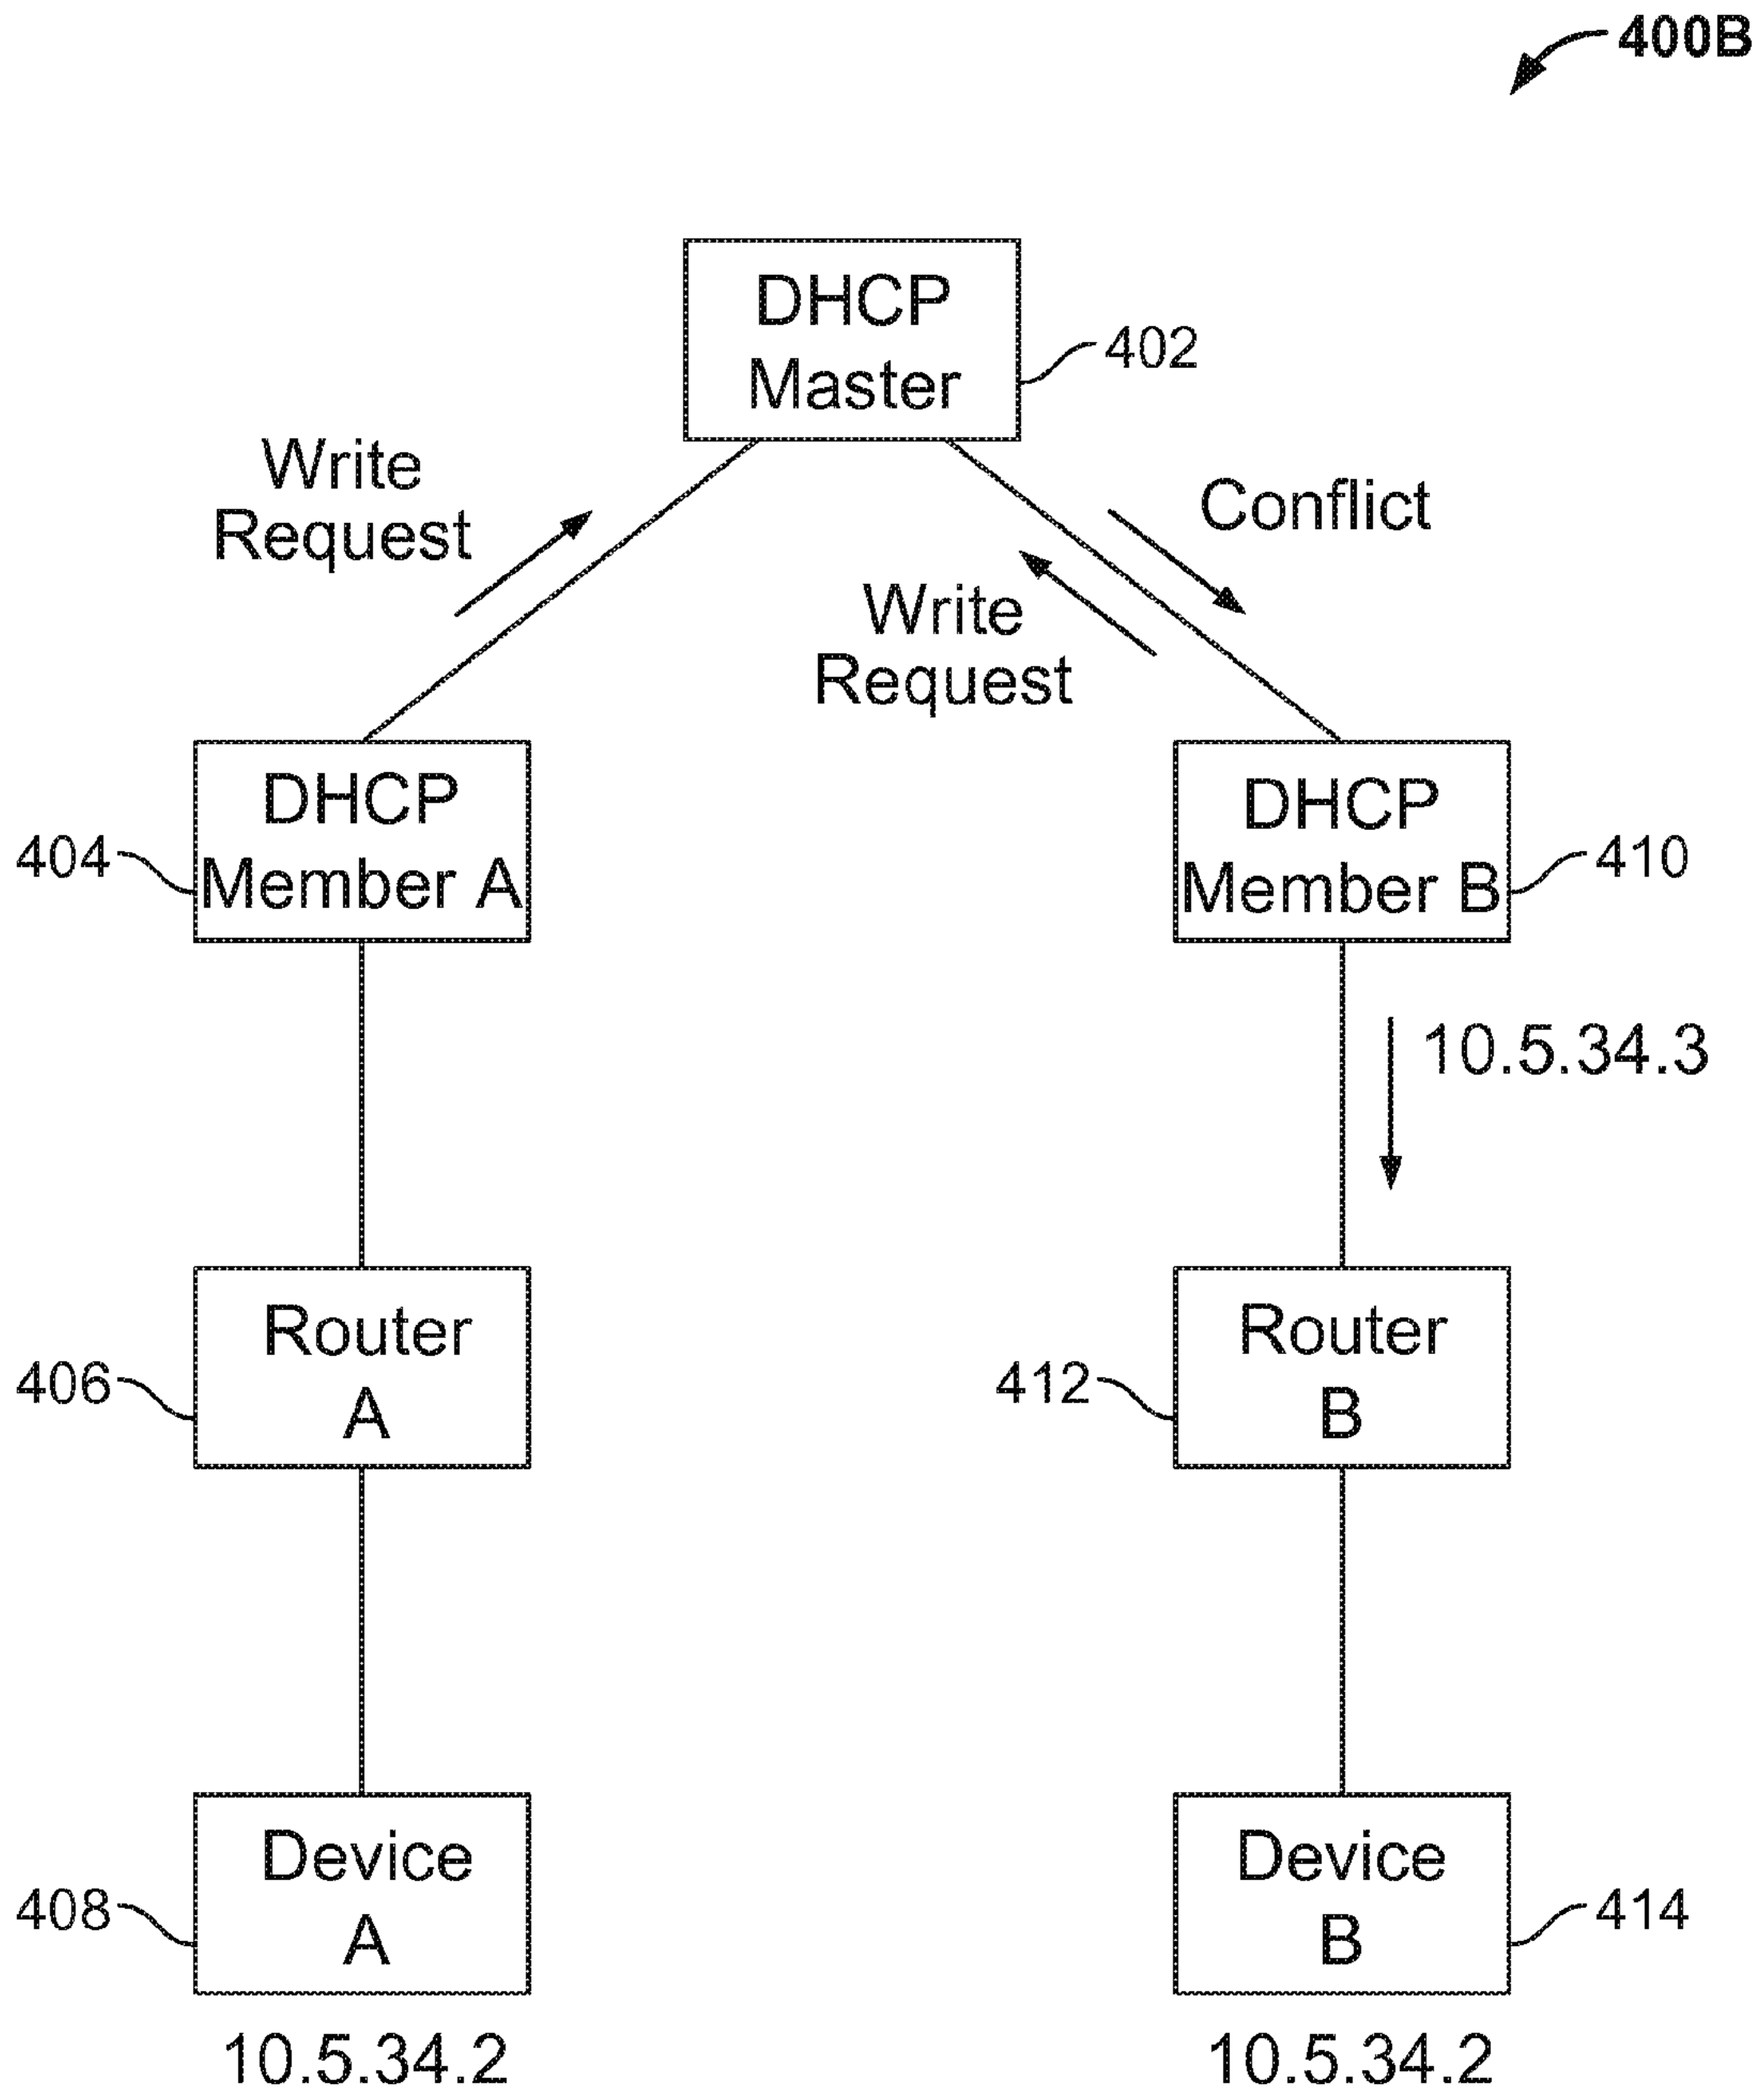 400B
DHCP
Master
402
Write
Request
Conflict
Write
Request
DHCP
Member A
404
DHCP
Member B
410
10.5.34.3
Router
A
406
Router
B
412
Device
A
408
Device
B
414
10.5.34.2
10.5.34.2